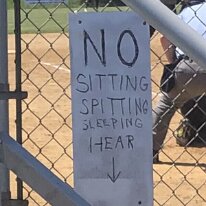 NO
SITTING
SPITTING
SLEEPING
HEAR
↓